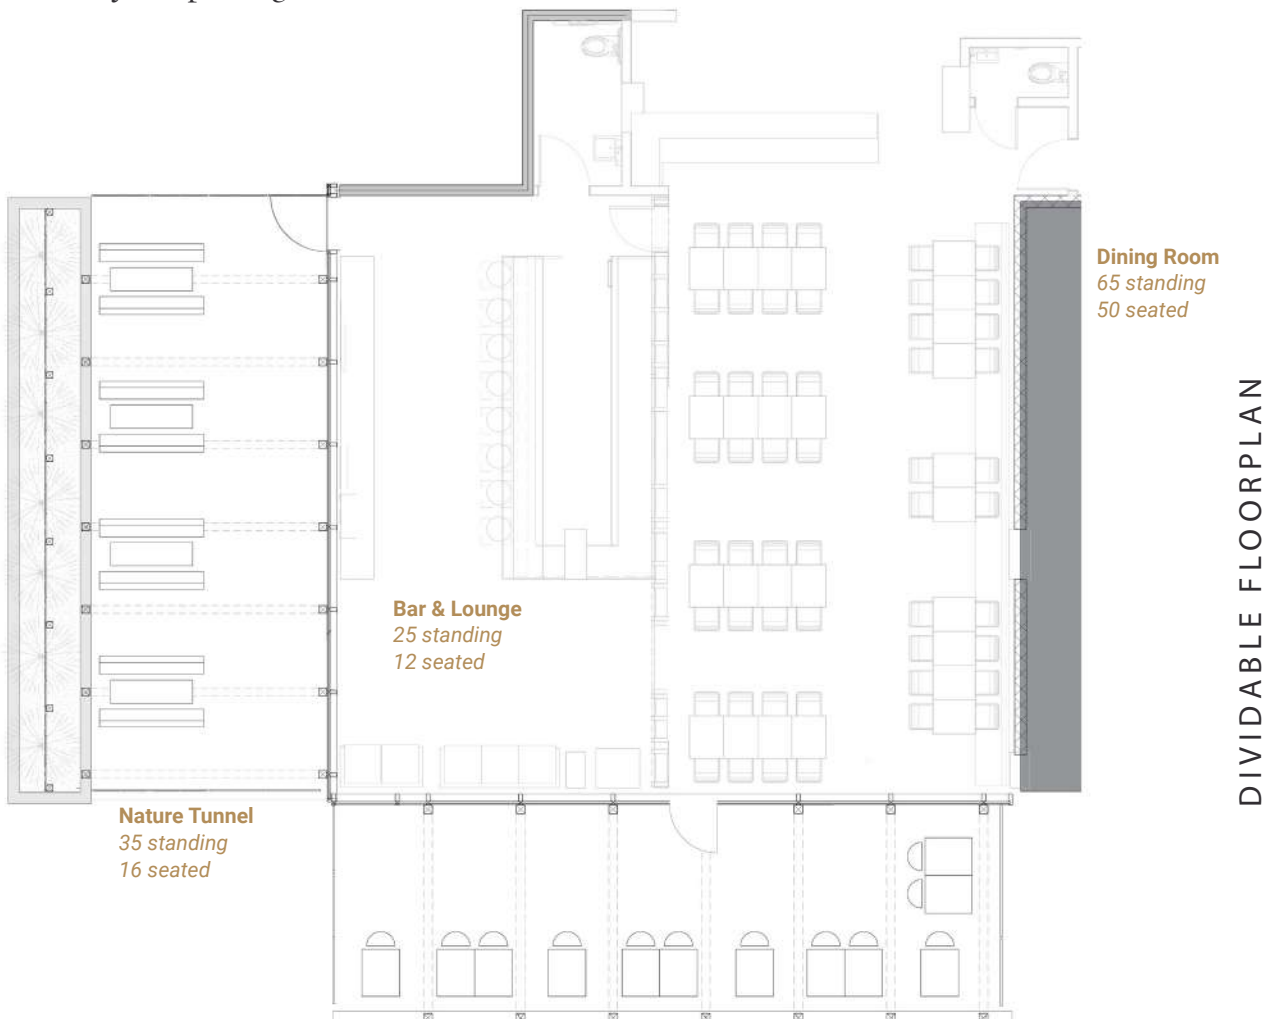 Dining Room
65 standing
50 seated
DIVIDABLE FLOORPLAN
Bar & Lounge
25 standing
12 seated
Nature Tunnel
35 standing
16 seated